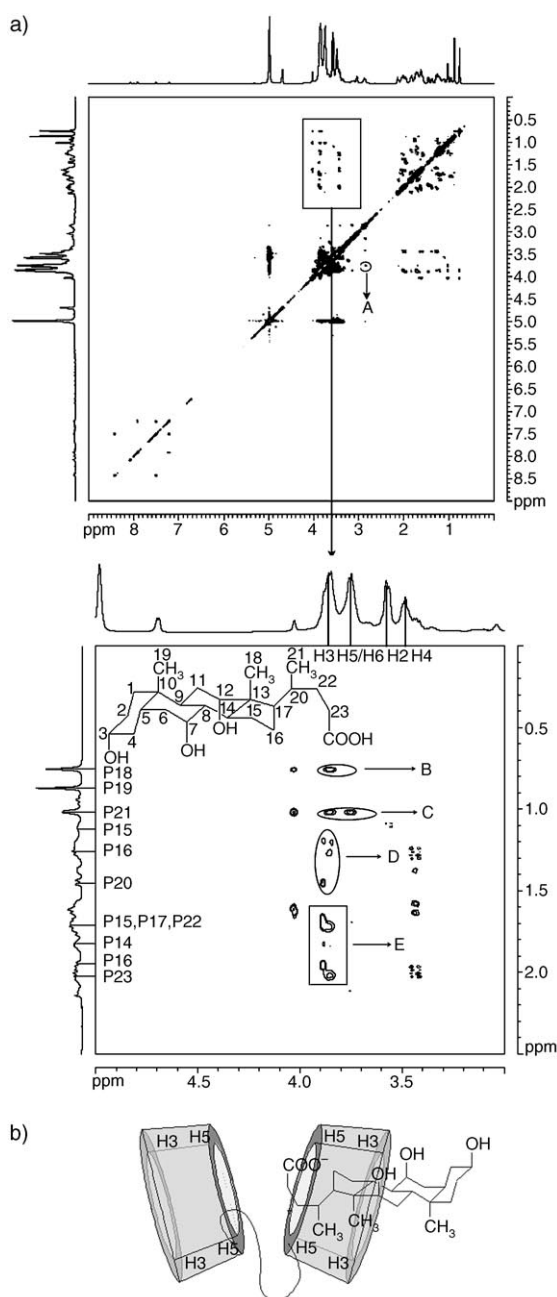 a)
0.5
1.0
1.5
2.0
3.5
4.0
A
5.0
5.5
6.0
6.5
7.0
7.5
8.0
8.5
ppm
ppm 8 7 6 5 4 3 2 1
H3 H5/H6 H2 H4
19 21
CH3 18 CH3 22
11 CH3
1 10 12 13 20
2 9 17 23
3 5 8 14 15
4 6 7 OH 16 COOH
OH OH
0.5
P18 B
P19
P21 1.0 C
P15
P16 D
P20 1.5
P15,P17,P22
P14 E
P16
P23 2.0
ppm
ppm 4.5 4.0 3.5
b)
H3 H5 H5 H3 OH
COO− OH OH
CH3 CH3 CH3
H3 H5 H5 H3